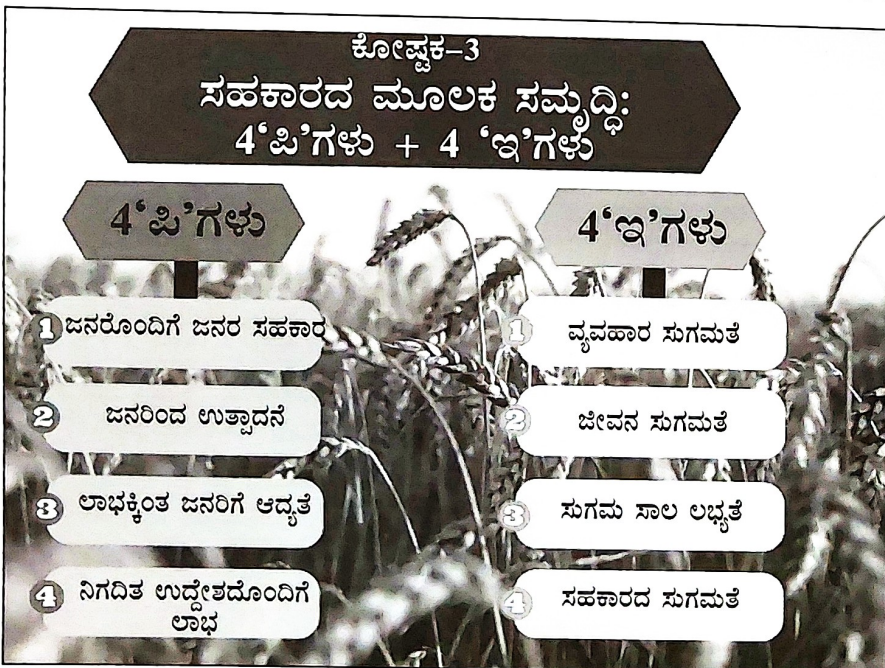 ಕೋಷ್ಟಕ–3
ಸಹಕಾರದ ಮೂಲಕ ಸಮೃದ್ಧಿ:
4‘ಪಿ’ಗಳು + 4 ‘ಇ’ಗಳು
4‘ಪಿ’ಗಳು
1 ಜನರೊಂದಿಗೆ ಜನರ ಸಹಕಾರ
2 ಜನರಿಂದ ಉತ್ಪಾದನೆ
3 ಲಾಭಕ್ಕಿಂತ ಜನರಿಗೆ ಆದ್ಯತೆ
4 ನಿಗದಿತ ಉದ್ದೇಶದೊಂದಿಗೆ
ಲಾಭ
4‘ಇ’ಗಳು
1 ವ್ಯವಹಾರ ಸುಗಮತೆ
2 ಜೀವನ ಸುಗಮತೆ
3 ಸುಗಮ ಸಾಲ ಲಭ್ಯತೆ
4 ಸಹಕಾರದ ಸುಗಮತೆ